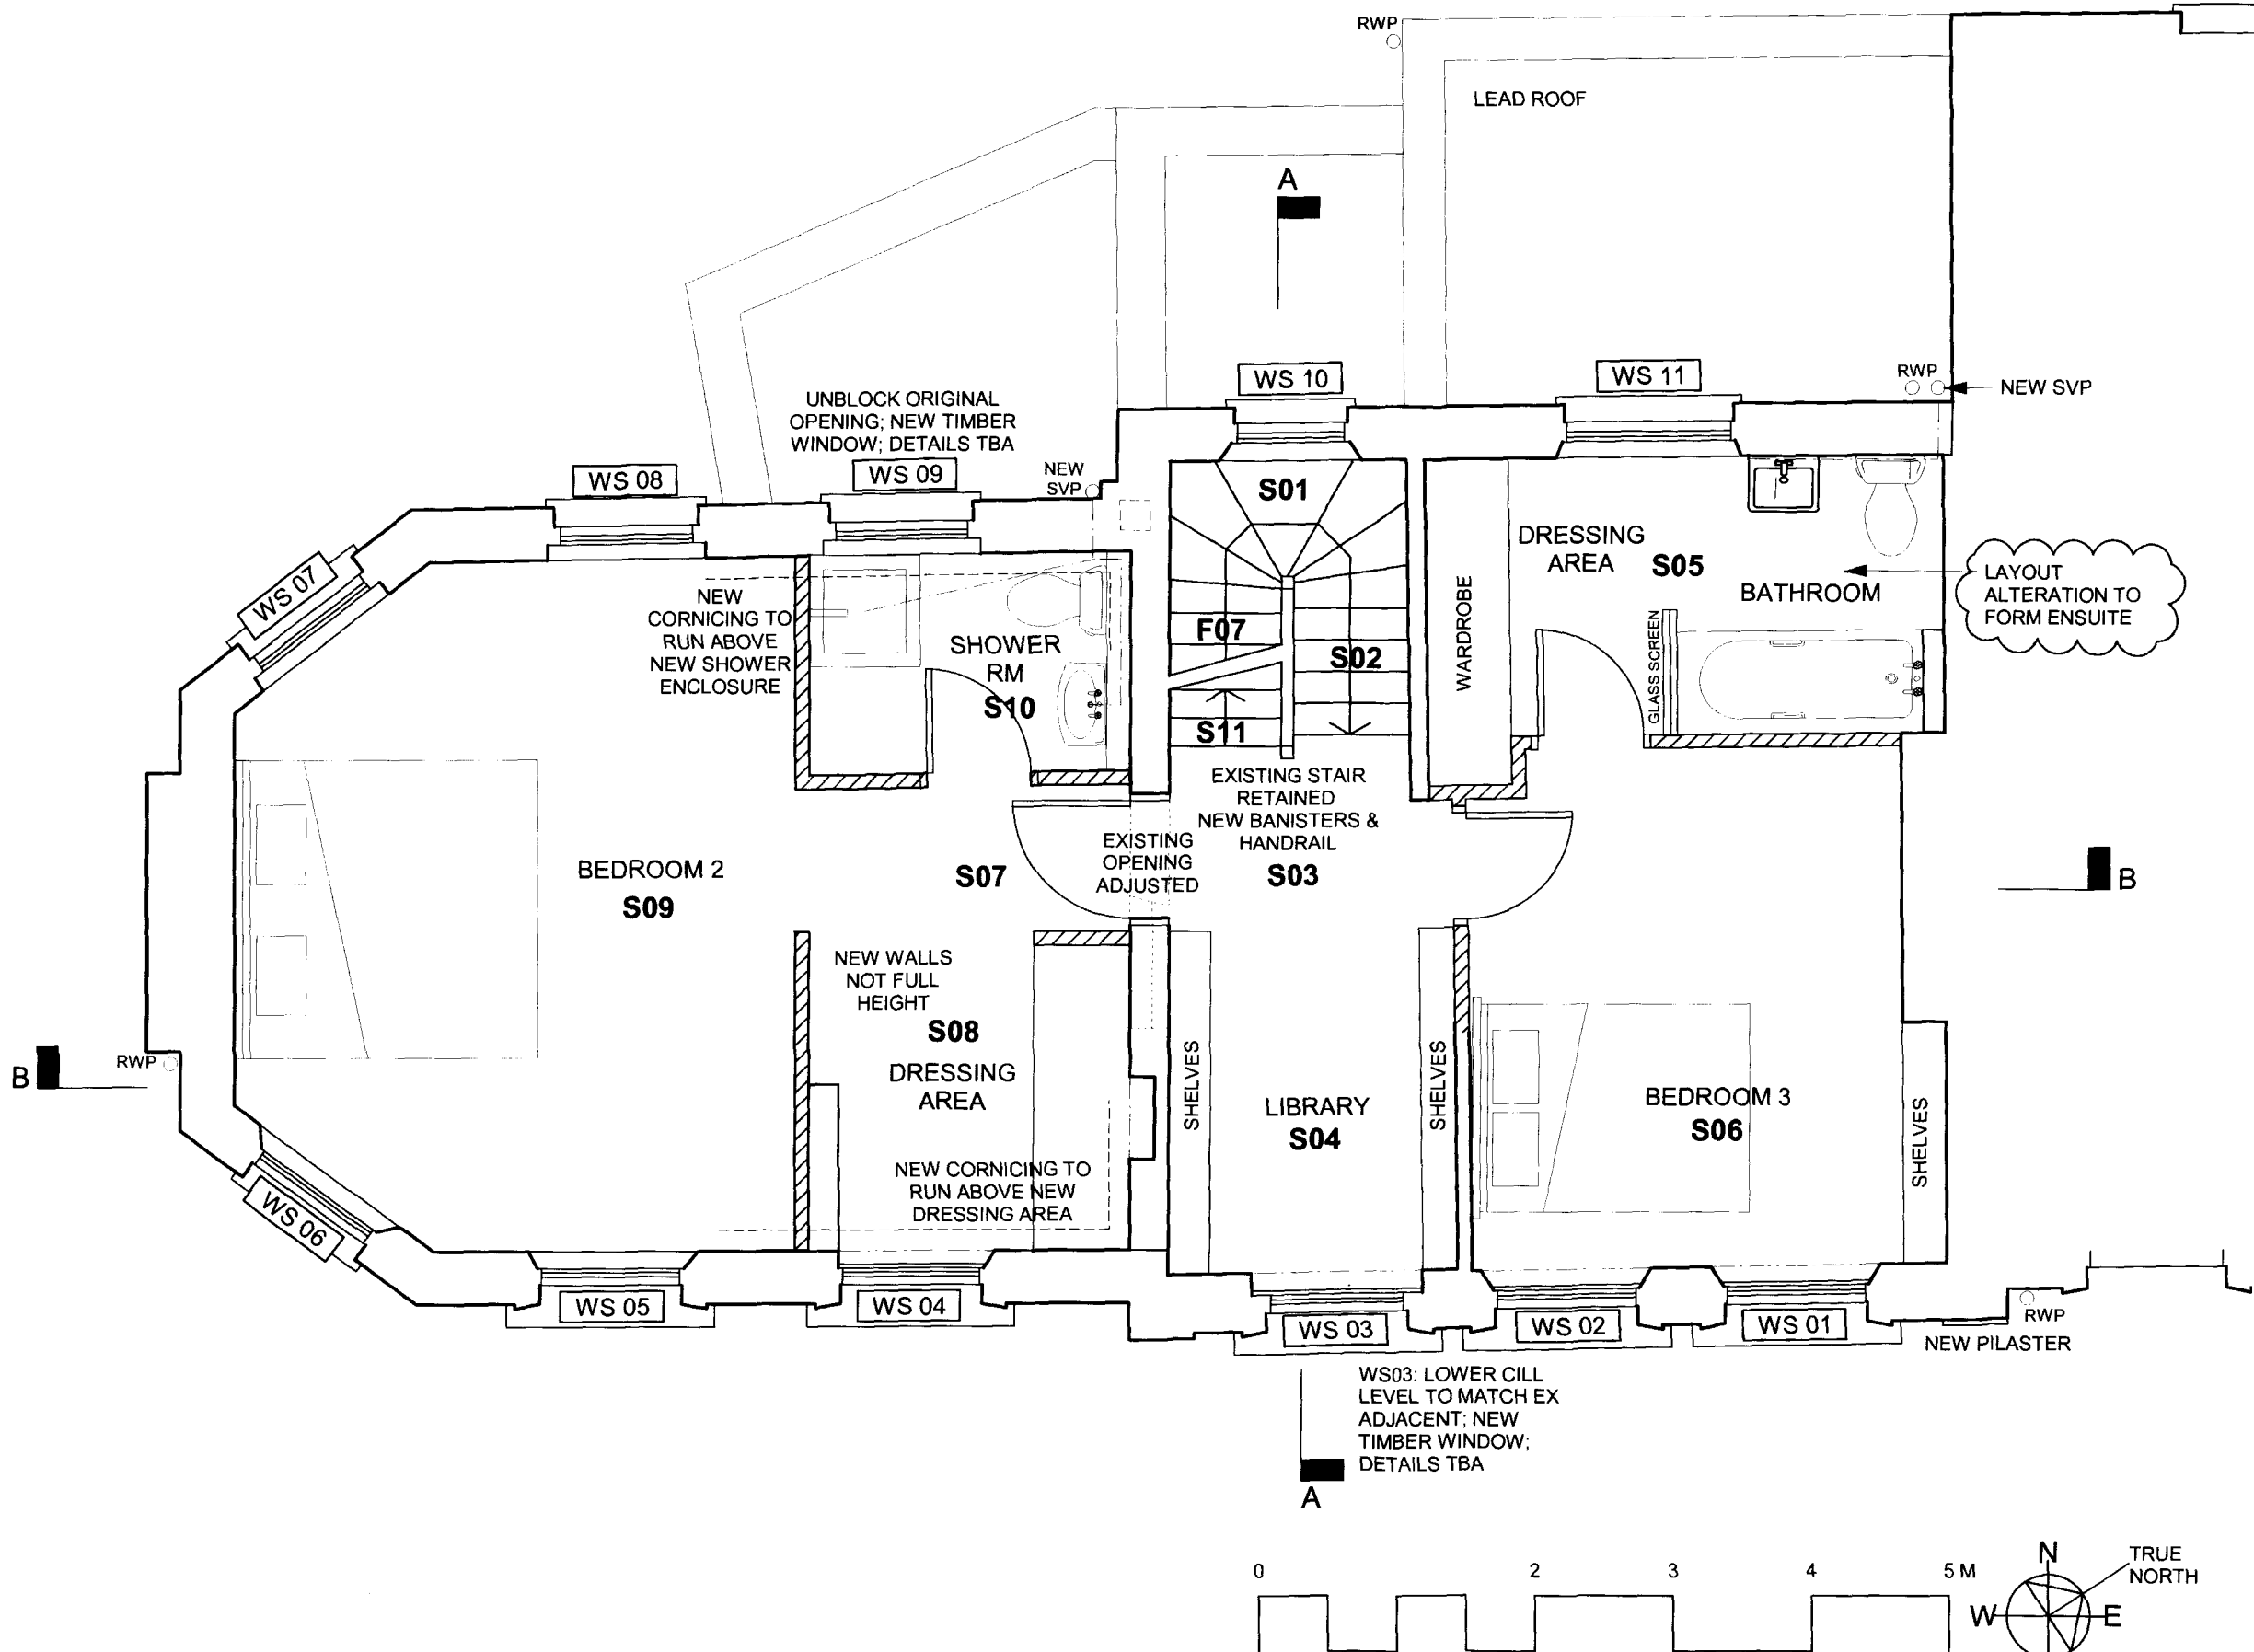 RWP
LEAD ROOF
A
WS 10
WS 11
RWP
NEW SVP
UNBLOCK ORIGINAL
OPENING; NEW TIMBER
WINDOW; DETAILS TBA
WS 08
WS 09
NEW
SVP
S01
DRESSING
AREA
S05
BATHROOM
LAYOUT
ALTERATION TO
FORM ENSUITE
WS 07
NEW
CORNICING TO
RUN ABOVE
NEW SHOWER
ENCLOSURE
SHOWER
RM
S10
F07
S02
S11
WARDROBE
GLASS SCREEN
EXISTING STAIR
RETAINED
NEW BANISTERS &
HANDRAIL
S03
EXISTING
OPENING
ADJUSTED
BEDROOM 2
S09
S07
B
NEW WALLS
NOT FULL
HEIGHT
S08
DRESSING
AREA
SHELVES
LIBRARY
S04
SHELVES
BEDROOM 3
S06
SHELVES
B
RWP
NEW CORNICING TO
RUN ABOVE NEW
DRESSING AREA
WS 06
WS 05
WS 04
WS 03
WS 02
WS 01
RWP
NEW PILASTER
WS03: LOWER CILL
LEVEL TO MATCH EX
ADJACENT; NEW
TIMBER WINDOW;
DETAILS TBA
A
0 2 3 4 5 M
N
TRUE
NORTH
W E